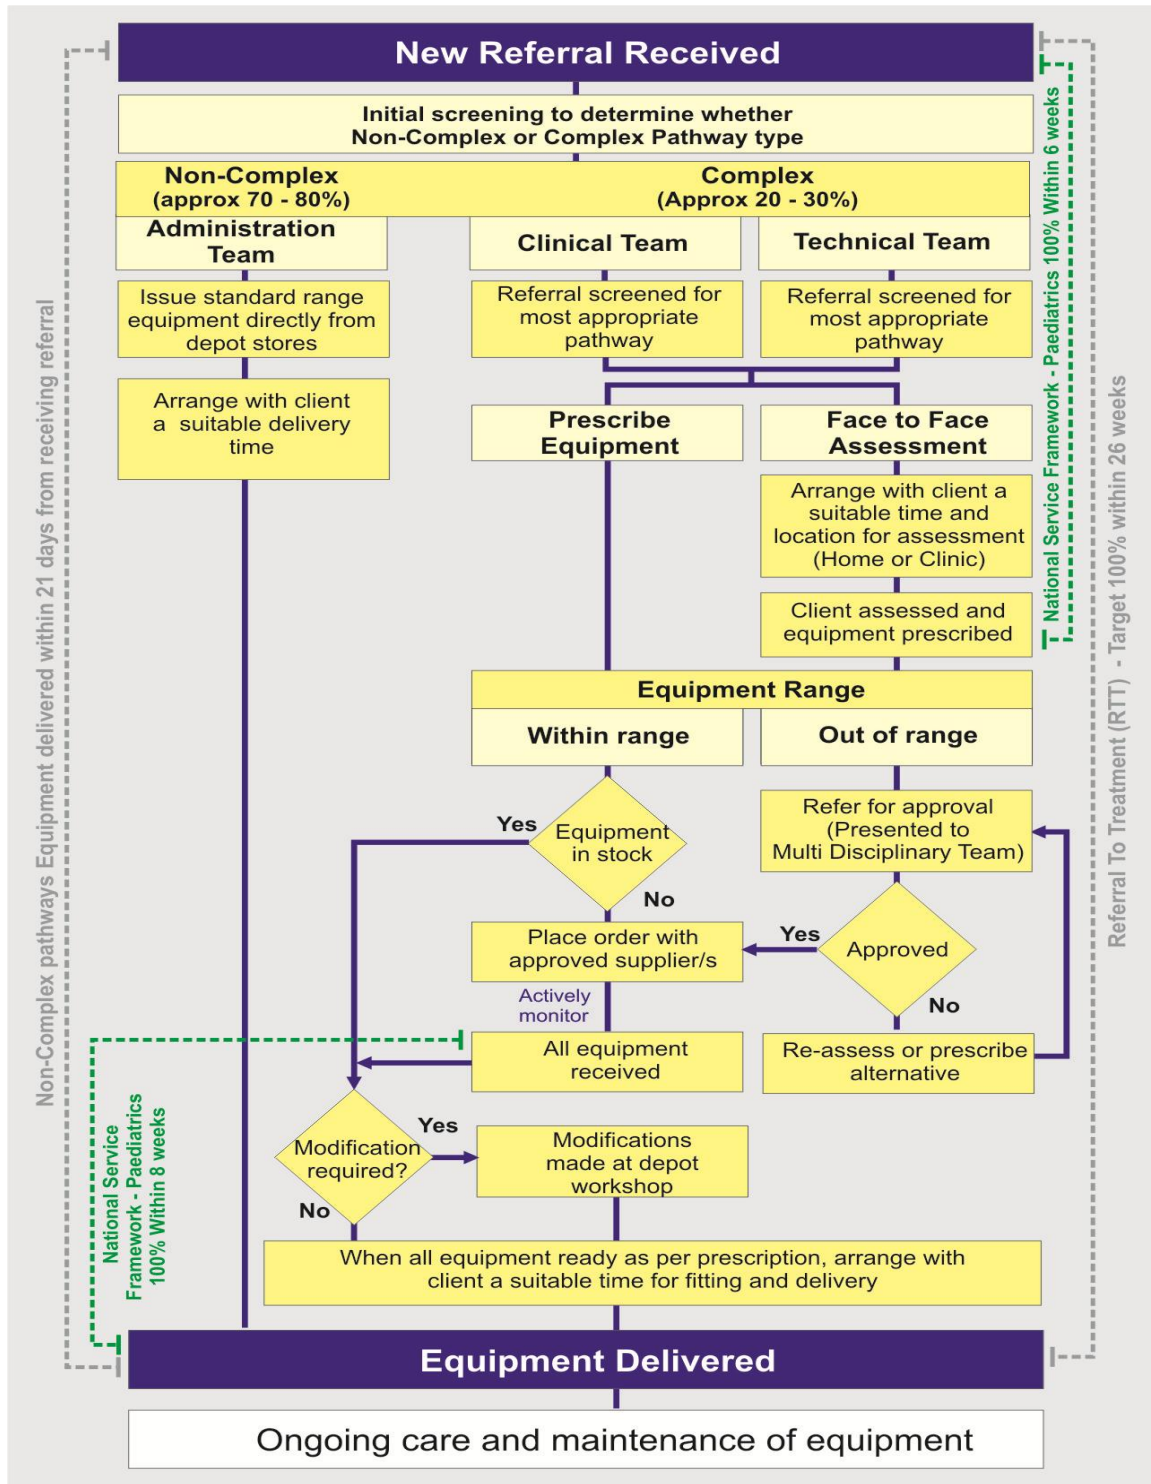 New Referral Received
Initial screening to determine whether
Non-Complex or Complex Pathway type
Non-Complex
(approx 70 - 80%)
Complex
(Approx 20 - 30%)
Administration
Team
Clinical Team
Technical Team
Issue standard range
equipment directly from
depot stores
Referral screened for
most appropriate
pathway
Referral screened for
most appropriate
pathway
Arrange with client
a suitable delivery
time
Prescribe
Equipment
Face to Face
Assessment
Arrange with client a
suitable time and
location for assessment
(Home or Clinic)
Client assessed and
equipment prescribed
Equipment Range
Within range
Out of range
Equipment
in stock
Yes
No
Refer for approval
(Presented to
Multi Disciplinary Team)
Place order with
approved supplier/s
Yes
Approved
No
Actively
monitor
All equipment
received
Re-assess or prescribe
alternative
Modification
required?
Yes
No
Modifications
made at depot
workshop
When all equipment ready as per prescription, arrange with
client a suitable time for fitting and delivery
Equipment Delivered
Ongoing care and maintenance of equipment
Non-Complex pathways Equipment delivered within 21 days from receiving referral
National Service
Framework - Paediatrics
100% Within 8 weeks
National Service Framework - Paediatrics 100% Within 6 weeks
Referral To Treatment (RTT) - Target 100% within 26 weeks